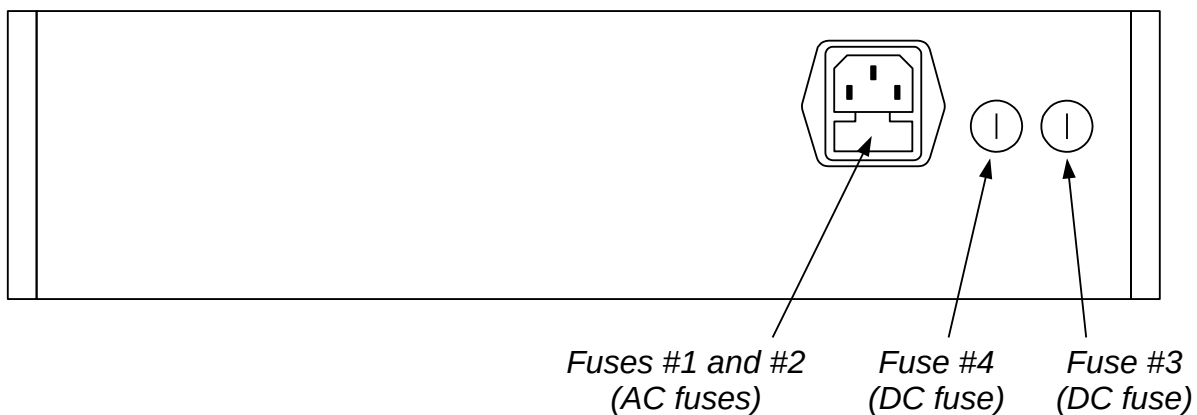 Fuses #1 and #2
(AC fuses)
Fuse #4
(DC fuse)
Fuse #3
(DC fuse)